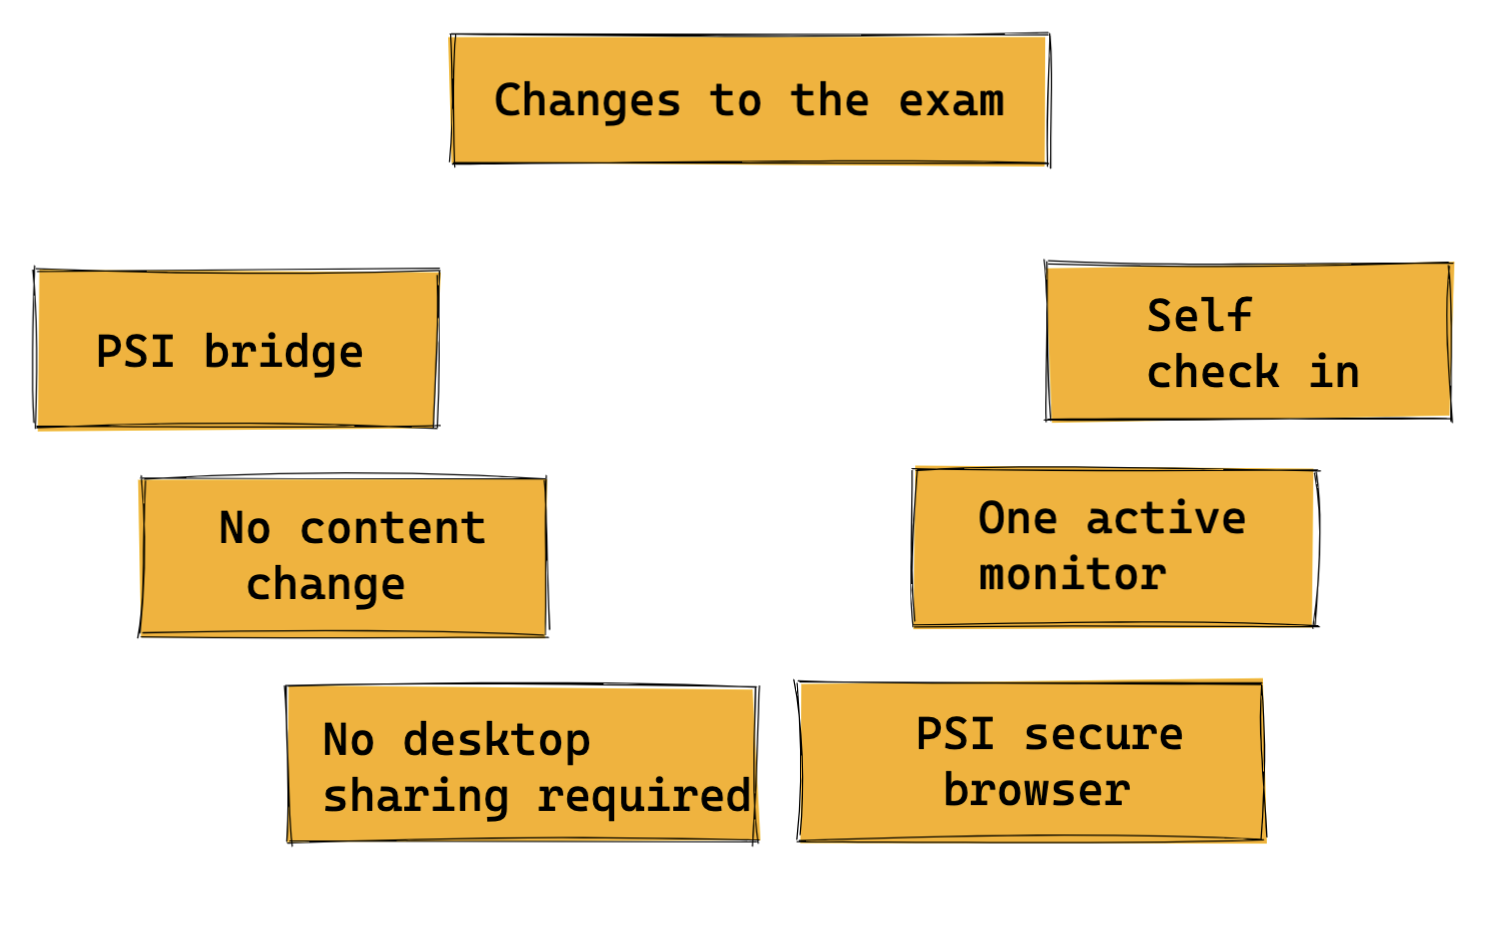 Changes to the exam
PSI bridge
Self
check in
No content
change
One active
monitor
No desktop
sharing required
PSI secure
browser